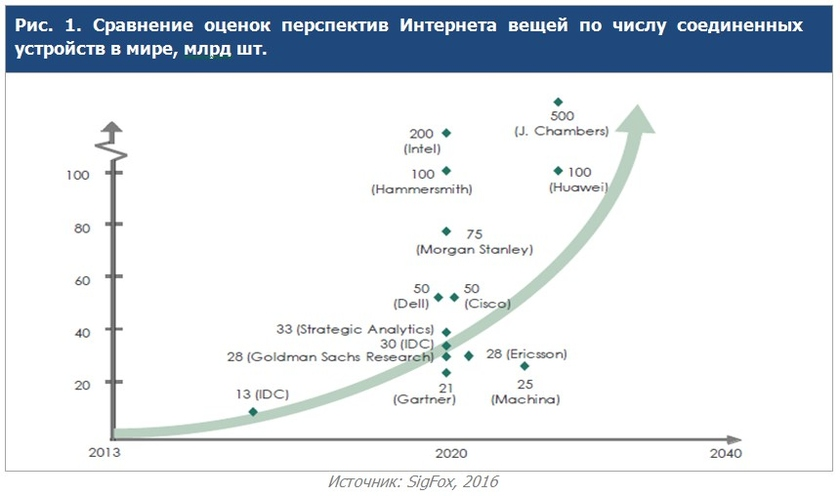 Рис. 1. Сравнение оценок перспектив Интернета вещей по числу соединенных
устройств в мире, млрд шт.
500
(J. Chambers)
200
(Intel)
100
100
(Hammersmith)
100
(Huawei)
80
75
(Morgan Stanley)
60
50
(Dell)
50
(Cisco)
40
33 (Strategic Analytics)
30 (IDC)
28 (Goldman Sachs Research)
28 (Ericsson)
20
13 (IDC)
21
(Gartner)
25
(Machina)
2013
2020
2040
Источник: SigFox, 2016